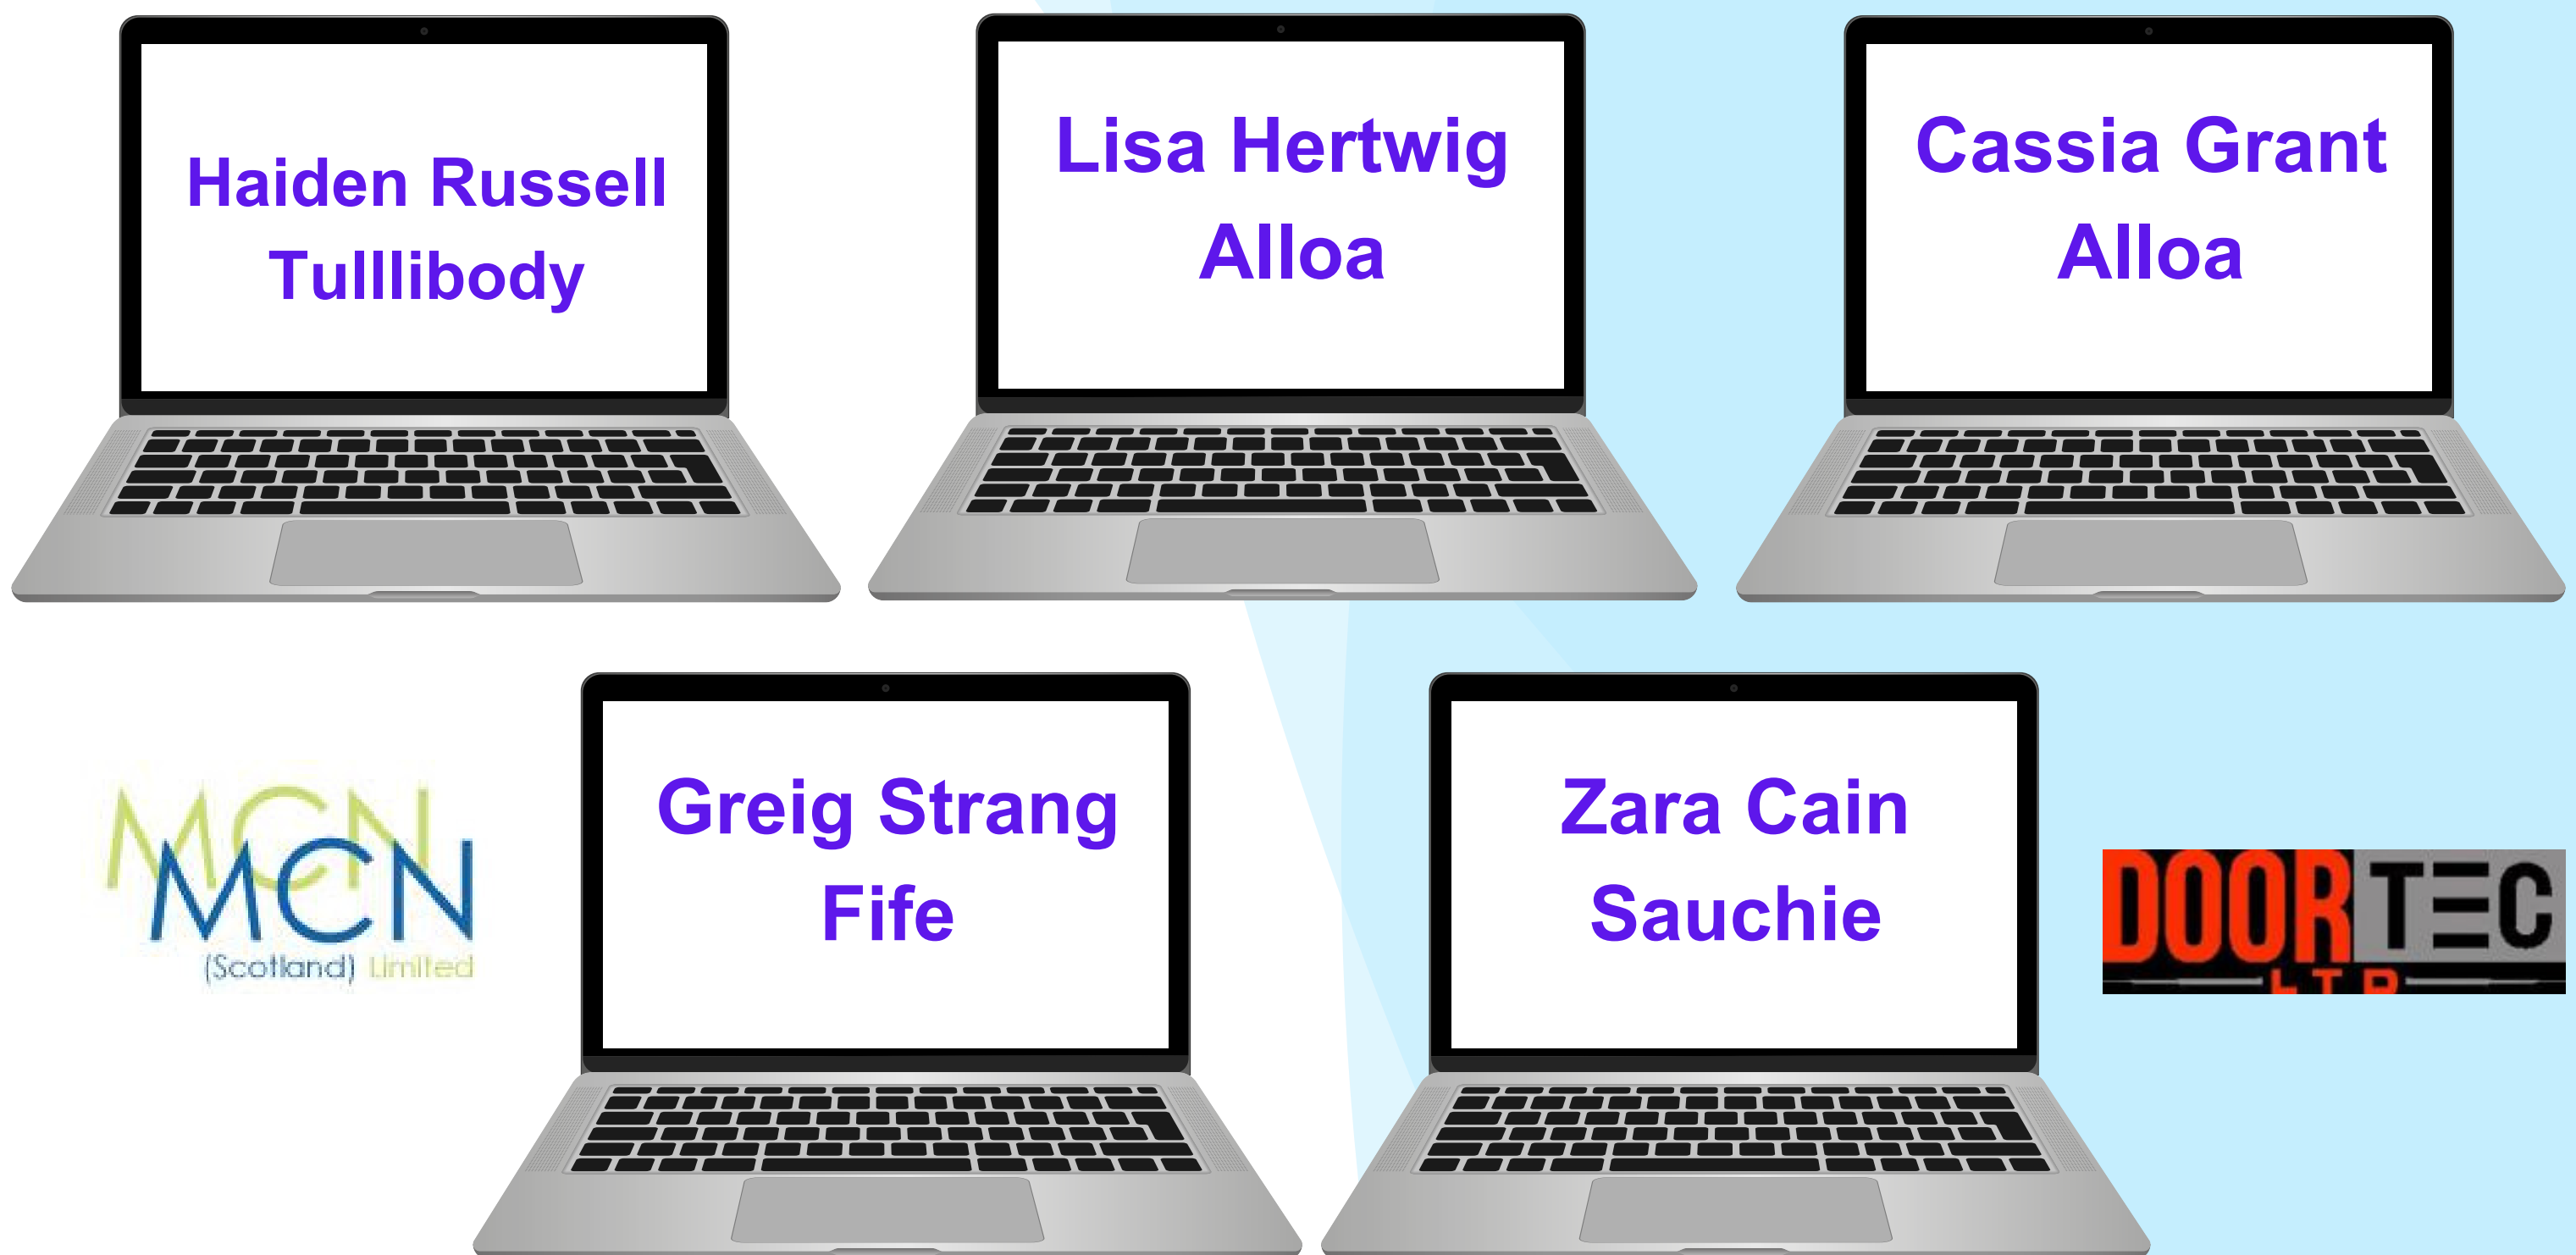 Haiden Russell
Tulllibody
Lisa Hertwig
Alloa
Cassia Grant
Alloa
MCN
MCN
(Scotland) Limited
Greig Strang
Fife
Zara Cain
Sauchie
DOORTEC
LTD